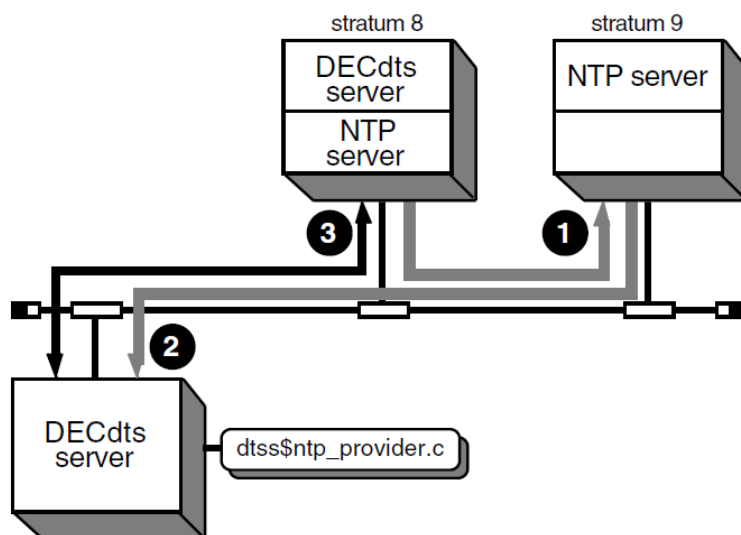 stratum 8
stratum 9
DECdts
server
NTP
server
NTP server
3
1
2
DECdts
server
dtss$ntp_provider.c